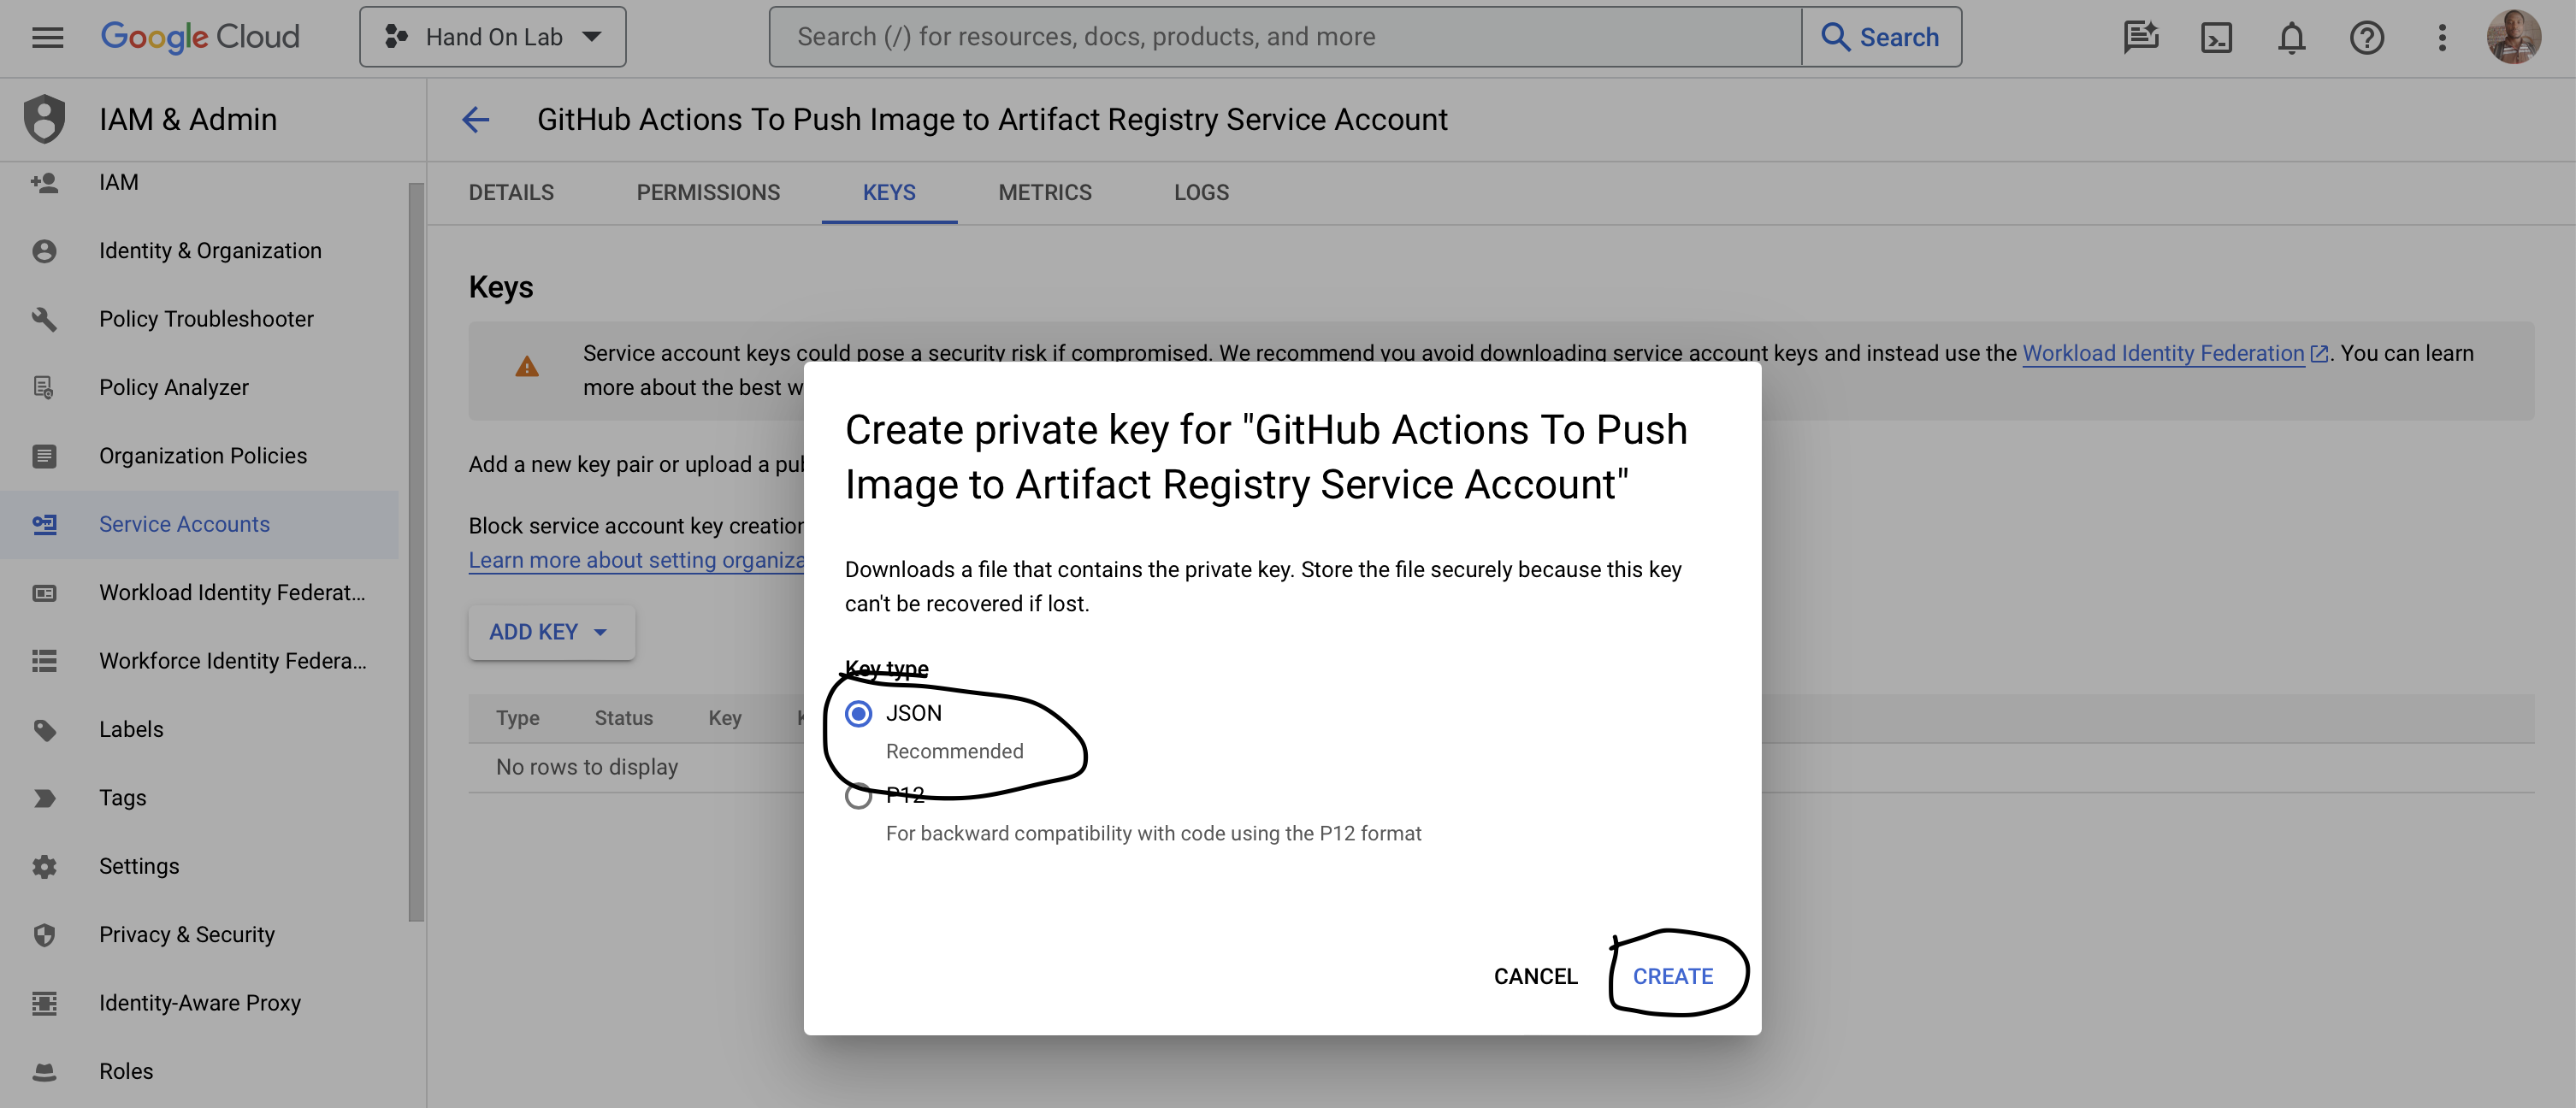 Google Cloud
Hand On Lab
Search (/) for resources, docs, products, and more
Search
IAM & Admin
IAM
Identity & Organization
Policy Troubleshooter
Policy Analyzer
Organization Policies
Service Accounts
Workload Identity Federat...
Workforce Identity Federa...
Labels
Tags
Settings
Privacy & Security
Identity-Aware Proxy
Roles
GitHub Actions To Push Image to Artifact Registry Service Account
DETAILS
PERMISSIONS
KEYS
METRICS
LOGS
Keys
Service account keys could pose a security risk if compromised. We recommend you avoid downloading service account keys and instead use the Workload Identity Federation. You can learn
more about the best
Add a new key pair or upload a
Block service account key
Learn more about setting
ADD KEY
Type Status Key
No rows to display
Create private key for "GitHub Actions To Push
Image to Artifact Registry Service Account"
Downloads a file that contains the private key. Store the file securely because this key
can't be recovered if lost.
Key type
JSON
Recommended
P12
For backward compatibility with code using the P12 format
CANCEL
CREATE